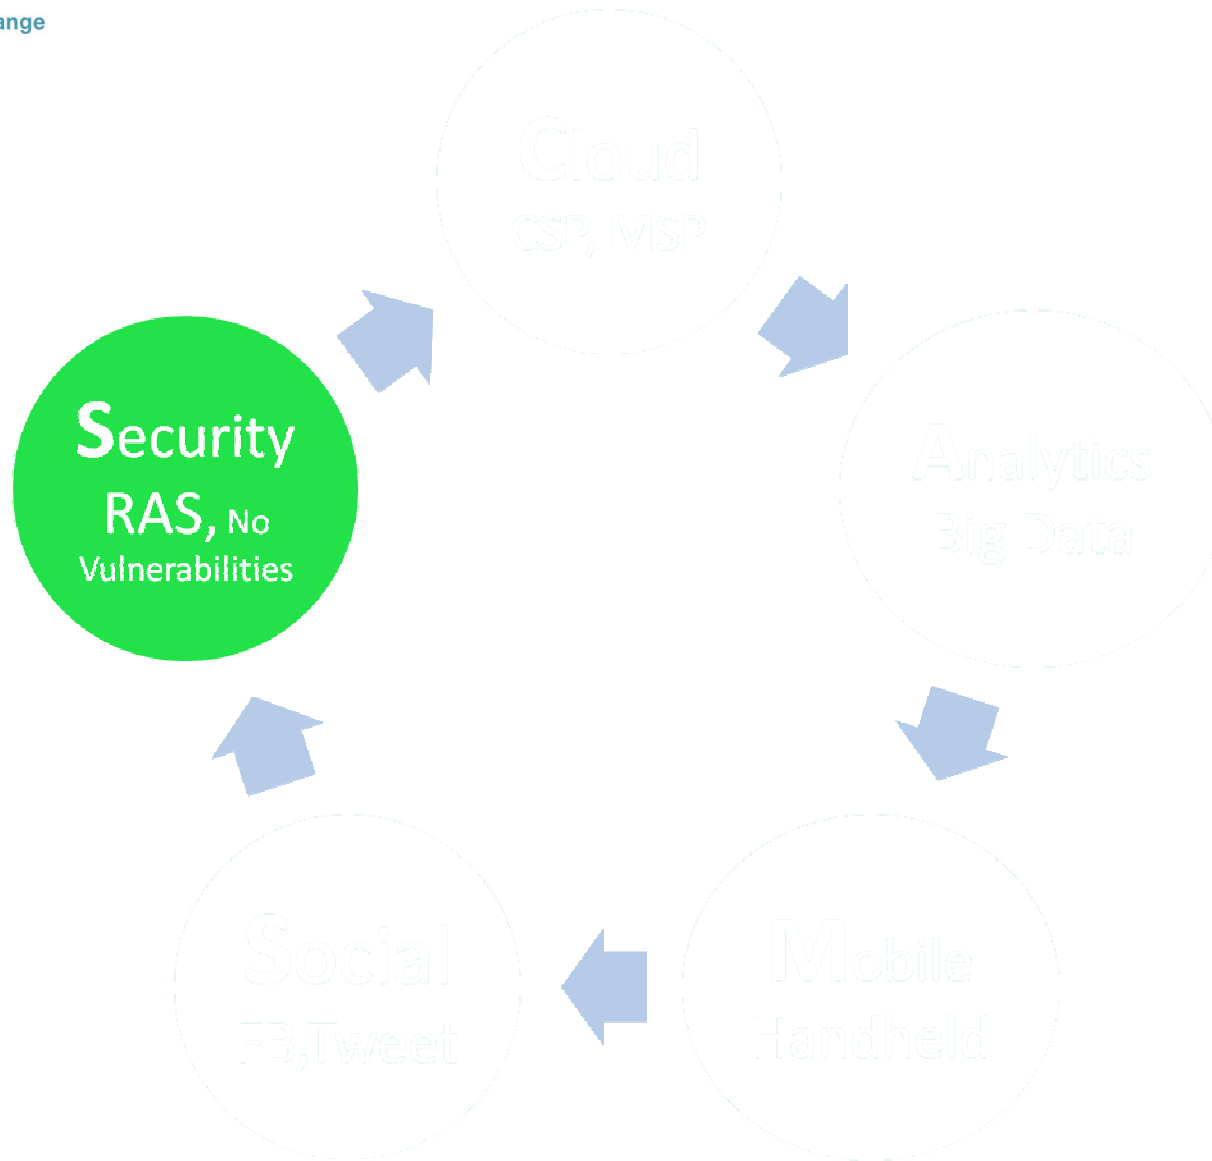 ange
Cloud
CSP, MSP
Security
RAS, No
Vulnerabilities
Analytics
Big Data
Social
FB,Tweet
Mobile
Handheld